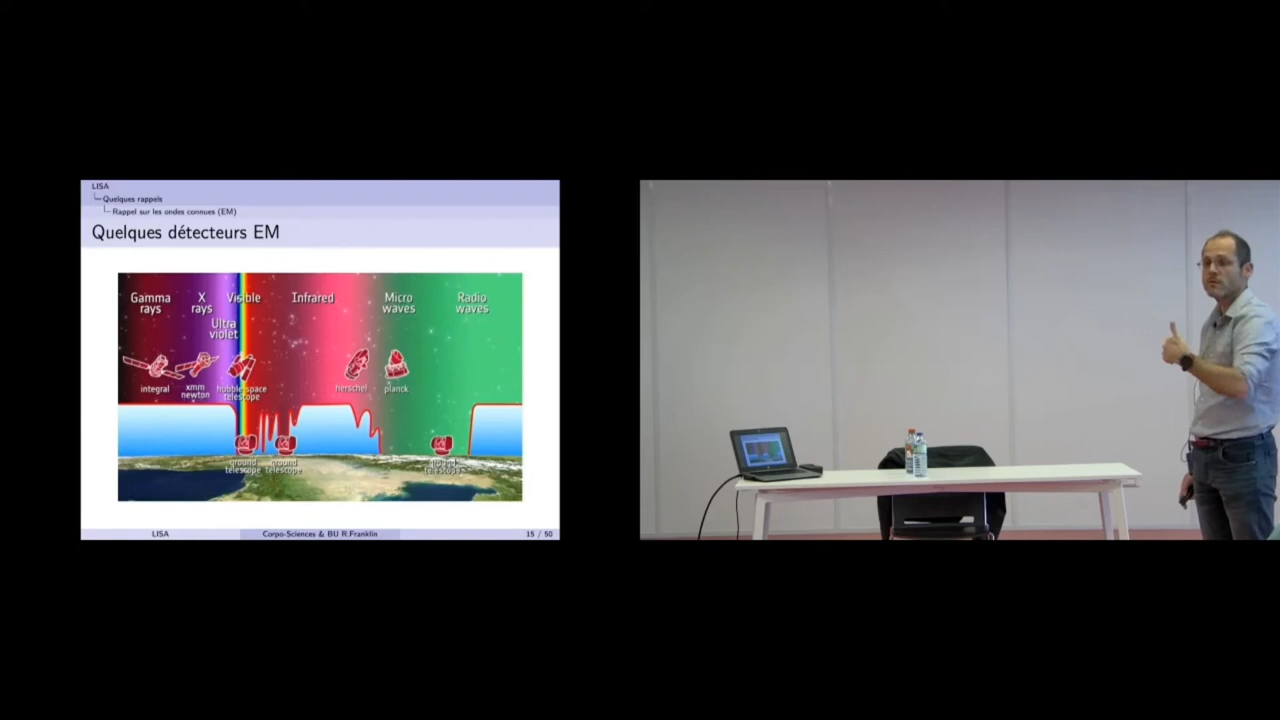 LISA
Quelques rappels
Rappel sur les ondes connues (EM)
Quelques détecteurs EM
Gamma
rays
X
rays
Ultra
violet
Visible
Infrared
Micro
waves
Radio
waves
integral
xmm
newton
hubble space
telescope
herschel
planck
ground
telescope
ground
telescope
ground
telescope
LISA
Corpo-Sciences & BU R.Franklin
15 / 50